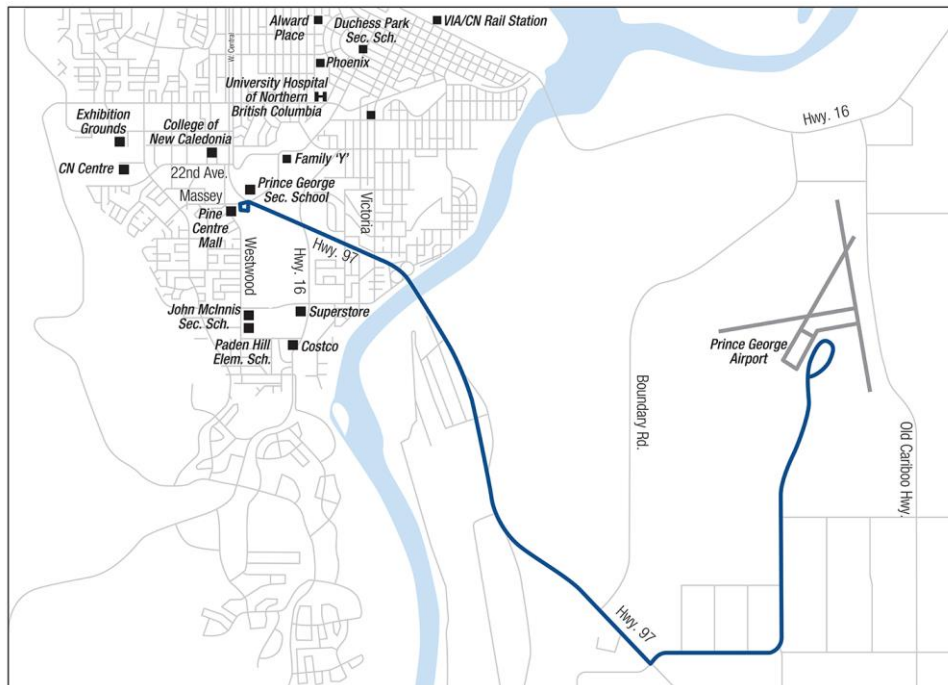 Alward
Place
Duchess Park
Sec. Sch.
VIA/CN Rail Station
W. Central
Phoenix
University Hospital
of Northern
British Columbia
H
Hwy. 16
Exhibition
Grounds
College of
New Caledonia
CN Centre
22nd Ave.
Family ‘Y’
Massey
Prince George
Sec. School
Pine
Centre
Mall
Victoria
Hwy. 97
Westwood
Hwy. 16
John McInnis
Sec. Sch.
Superstore
Paden Hill
Elem. Sch.
Costco
Prince George
Airport
Boundary Rd.
Old Cariboo Hwy.
Hwy. 97